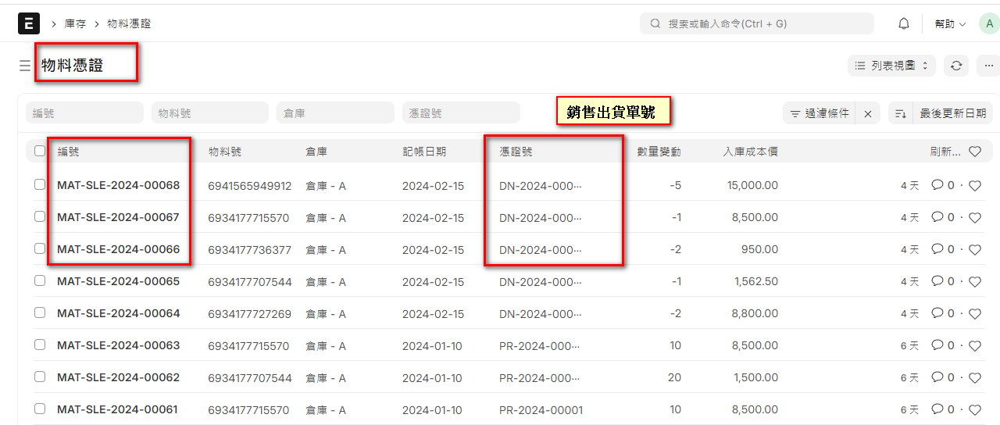 E > 庫存 > 物料憑證 搜索或輸入命令(Ctrl + G) 幫助 A
物料憑證 列表視圖 ...
編號 物料號 倉庫 憑證號 銷售出貨單號 過濾條件 × 最後更新日期
編號 物料號 倉庫 記帳日期 憑證號 數量變動 入庫成本價 刷新...
MAT-SLE-2024-00068 6941565949912 倉庫 - A 2024-02-15 DN-2024-000... -5 15,000.00 4 天 0 ·
MAT-SLE-2024-00067 6934177715570 倉庫 - A 2024-02-15 DN-2024-000... -1 8,500.00 4 天 0 ·
MAT-SLE-2024-00066 6934177736377 倉庫 - A 2024-02-15 DN-2024-000... -2 950.00 4 天 0 ·
MAT-SLE-2024-00065 6934177707544 倉庫 - A 2024-02-15 DN-2024-000... -1 1,562.50 4 天 0 ·
MAT-SLE-2024-00064 6934177727269 倉庫 - A 2024-02-15 DN-2024-000... -2 8,800.00 4 天 0 ·
MAT-SLE-2024-00063 6934177715570 倉庫 - A 2024-01-10 PR-2024-000... 10 8,500.00 6 天 0 ·
MAT-SLE-2024-00062 6934177707544 倉庫 - A 2024-01-10 PR-2024-000... 20 1,500.00 6 天 0 ·
MAT-SLE-2024-00061 6934177715570 倉庫 - A 2024-01-10 PR-2024-00001 10 8,500.00 6 天 0 ·